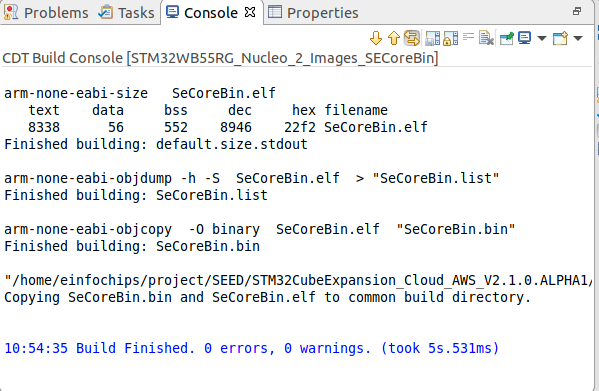 Problems Tasks Console Properties
CDT Build Console [STM32WB55RG_Nucleo_2_Images_SECoreBin]
arm-none-eabi-size   SeCoreBin.elf
   text    data     bss     dec     hex filename
   8338      56     552    8946    22f2 SeCoreBin.elf
Finished building: default.size.stdout
arm-none-eabi-objdump -h -S  SeCoreBin.elf  > "SeCoreBin.list"
Finished building: SeCoreBin.list
arm-none-eabi-objcopy  -O binary  SeCoreBin.elf  "SeCoreBin.bin"
Finished building: SeCoreBin.bin
"/home/einfochips/project/SEED/STM32CubeExpansion_Cloud_AWS_V2.1.0.ALPHA1/
Copying SeCoreBin.bin and SeCoreBin.elf to common build directory.
10:54:35 Build Finished. 0 errors, 0 warnings. (took 5s.531ms)